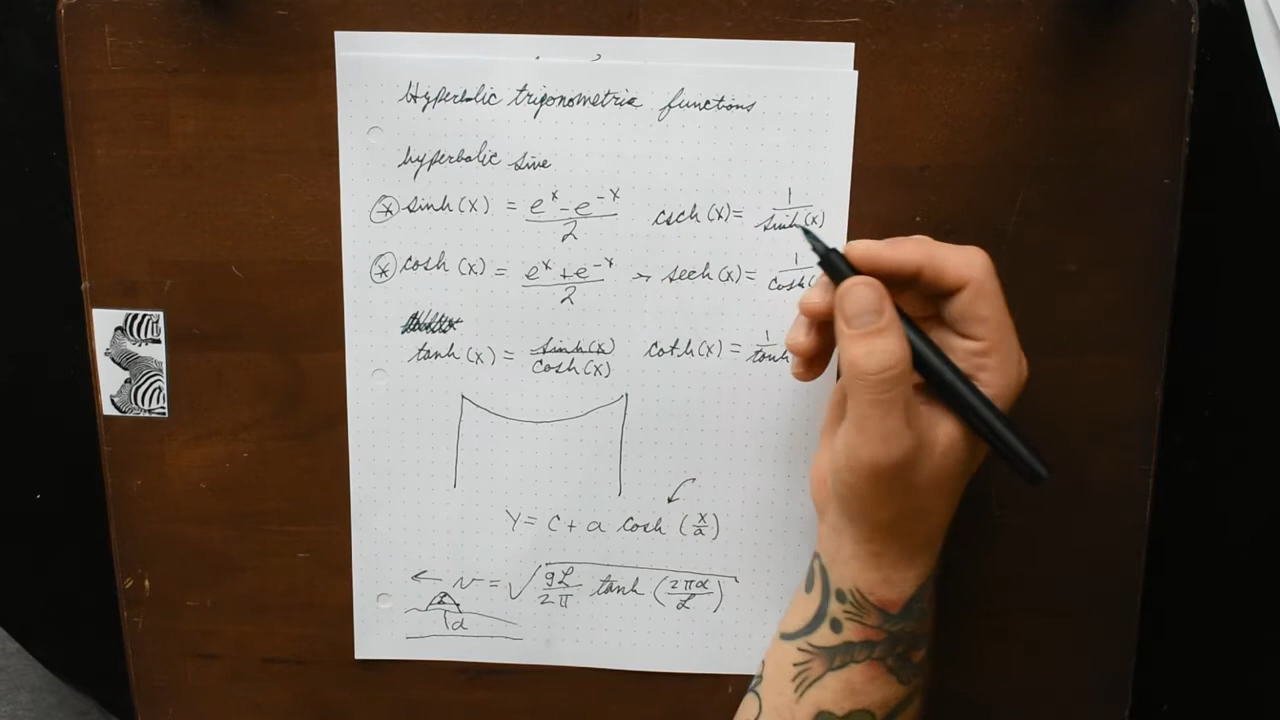 Hyperbolic trigonometric functions
hyperbolic sine
* sinh(x) = (e^x - e^-x)/2 csch(x) = 1/sinh(x)
* cosh(x) = (e^x + e^-x)/2 → sech(x) = 1/cosh(
tanh(x) = sinh(x)/cosh(x) coth(x) = 1/tanh
y = c + a cosh (x/a)
← v = √(gL/2π tanh (2πd/L))
d